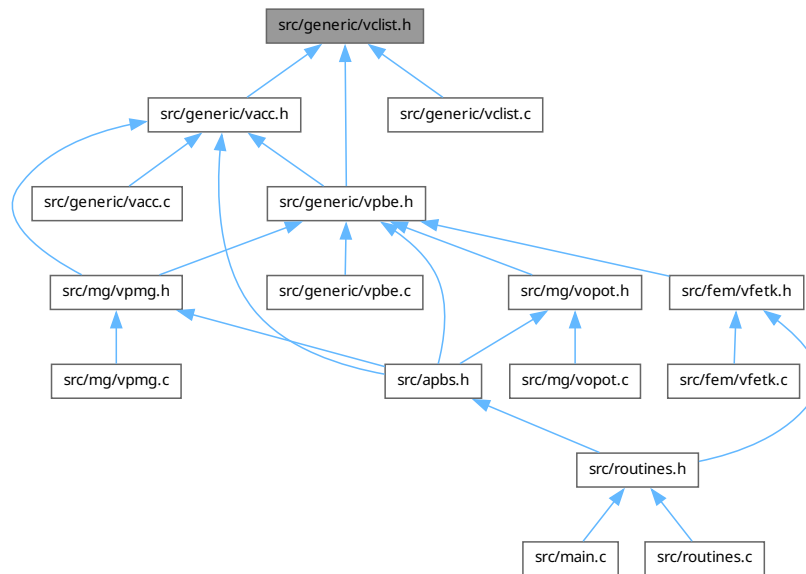 src/generic/vclist.h
src/generic/vacc.h
src/generic/vclist.c
src/generic/vacc.c
src/generic/vpbe.h
src/mg/vpmg.h
src/generic/vpbe.c
src/mg/vopot.h
src/fem/vfetk.h
src/mg/vpmg.c
src/apbs.h
src/mg/vopot.c
src/fem/vfetk.c
src/routines.h
src/main.c
src/routines.c